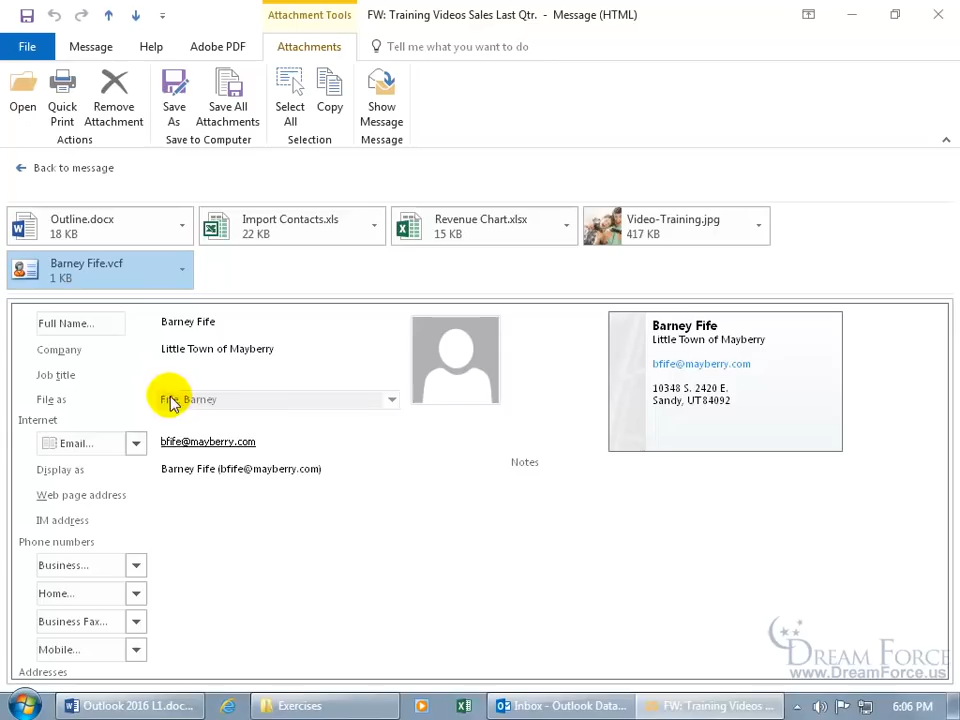 Attachment Tools
FW: Training Videos Sales Last Qtr. - Message (HTML)
File
Message
Help
Adobe PDF
Attachments
Tell me what you want to do
Open
Quick Print
Remove Attachment
Save As
Save All Attachments
Select All
Copy
Show Message
Actions
Save to Computer
Selection
Message
Back to message
Outline.docx
18 KB
Import Contacts.xls
22 KB
Revenue Chart.xlsx
15 KB
Video-Training.jpg
417 KB
Barney Fife.vcf
1 KB
Full Name...
Barney Fife
Company
Little Town of Mayberry
Job title
File as
Fife, Barney
Internet
Email...
bfife@mayberry.com
Display as
Barney Fife (bfife@mayberry.com)
Web page address
IM address
Phone numbers
Business...
Home...
Business Fax...
Mobile...
Addresses
Notes
Barney Fife
Little Town of Mayberry
bfife@mayberry.com
10348 S. 2420 E.
Sandy, UT84092
DREAM FORCE
www.DreamForce.us
Outlook 2016 L1.doc...
Exercises
Inbox - Outlook Data...
FW: Training Videos ...
6:06 PM